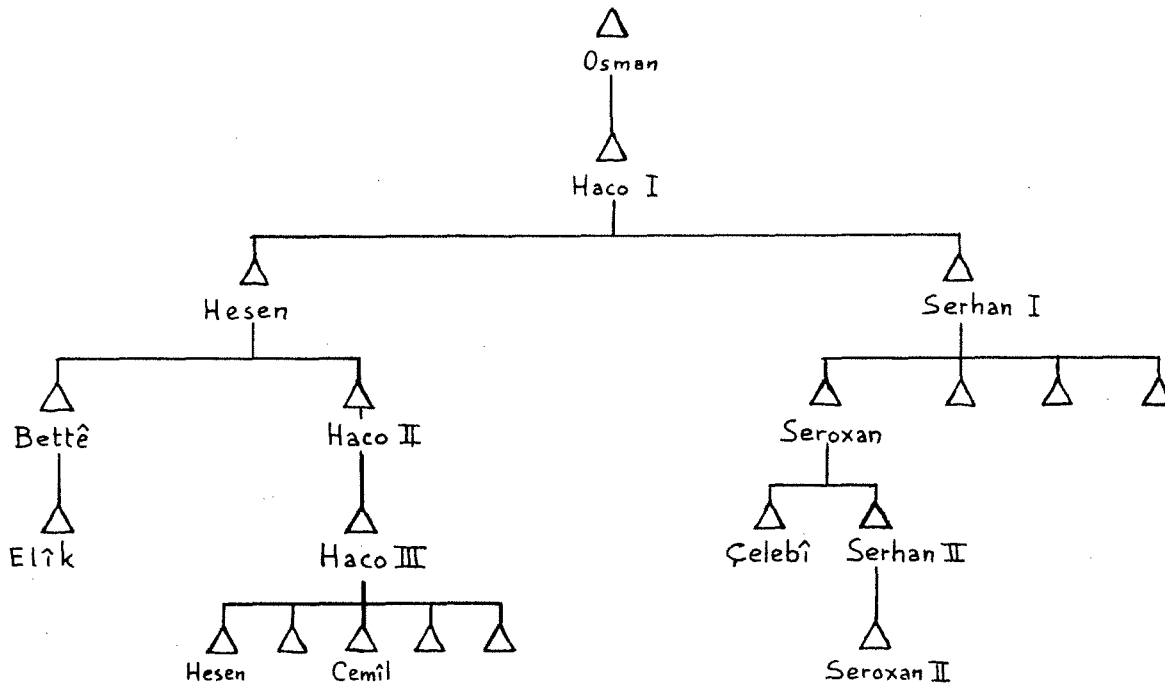 Osman
Haco I
Hesen
Serhan I
Bettê
Haco II
Seroxan
Elîk
Haco III
Çelebî
Serhan II
Hesen
Cemîl
Seroxan II